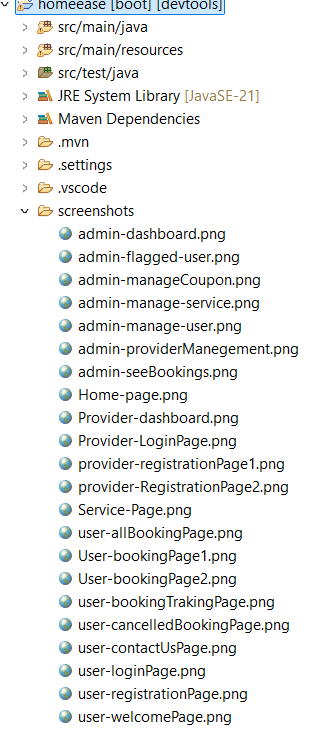 homeease [boot] [devtools]
src/main/java
src/main/resources
src/test/java
JRE System Library [JavaSE-21]
Maven Dependencies
.mvn
.settings
.vscode
screenshots
admin-dashboard.png
admin-flagged-user.png
admin-manageCoupon.png
admin-manage-service.png
admin-manage-user.png
admin-providerManegement.png
admin-seeBookings.png
Home-page.png
Provider-dashboard.png
Provider-LoginPage.png
provider-registrationPage1.png
provider-RegistrationPage2.png
Service-Page.png
user-allBookingPage.png
User-bookingPage1.png
User-bookingPage2.png
user-bookingTrakingPage.png
user-cancelledBookingPage.png
user-contactUsPage.png
user-loginPage.png
user-registrationPage.png
user-welcomePage.png